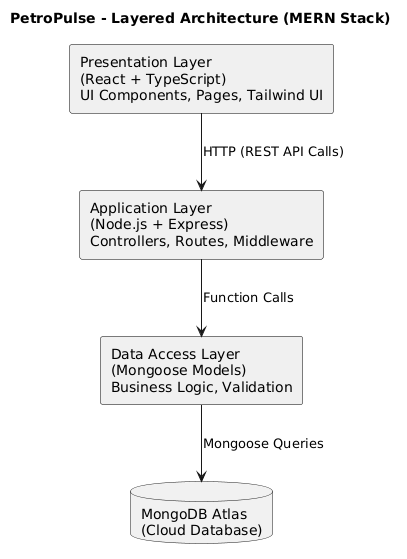 PetroPulse - Layered Architecture (MERN Stack)
Presentation Layer
(React + TypeScript)
UI Components, Pages, Tailwind UI
HTTP (REST API Calls)
Application Layer
(Node.js + Express)
Controllers, Routes, Middleware
Function Calls
Data Access Layer
(Mongoose Models)
Business Logic, Validation
Mongoose Queries
MongoDB Atlas
(Cloud Database)